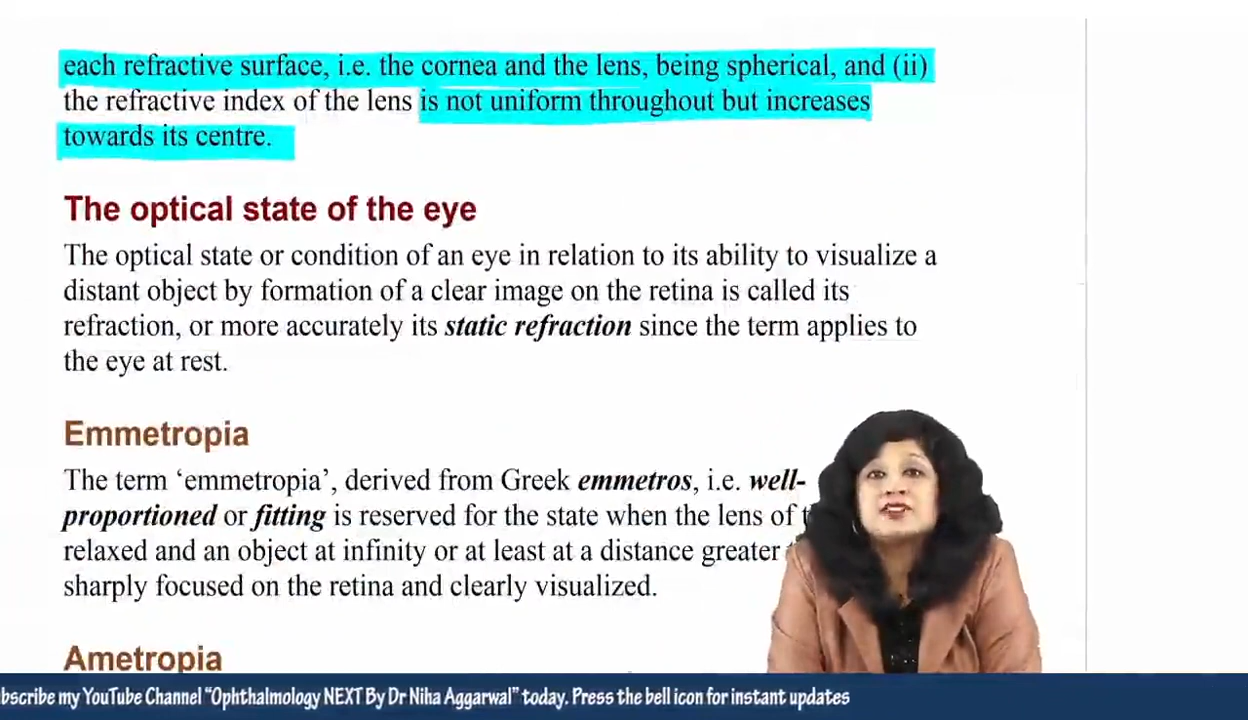 each refractive surface, i.e. the cornea and the lens, being spherical, and (ii)
the refractive index of the lens is not uniform throughout but increases
towards its centre.
The optical state of the eye
The optical state or condition of an eye in relation to its ability to visualize a
distant object by formation of a clear image on the retina is called its
refraction, or more accurately its static refraction since the term applies to
the eye at rest.
Emmetropia
The term ‘emmetropia’, derived from Greek emmetros, i.e. well-
proportioned or fitting is reserved for the state when the lens of
relaxed and an object at infinity or at least at a distance greater
sharply focused on the retina and clearly visualized.
Ametropia
bscribe my YouTube Channel “Ophthalmology NEXT By Dr Niha Aggarwal” today. Press the bell icon for instant updates